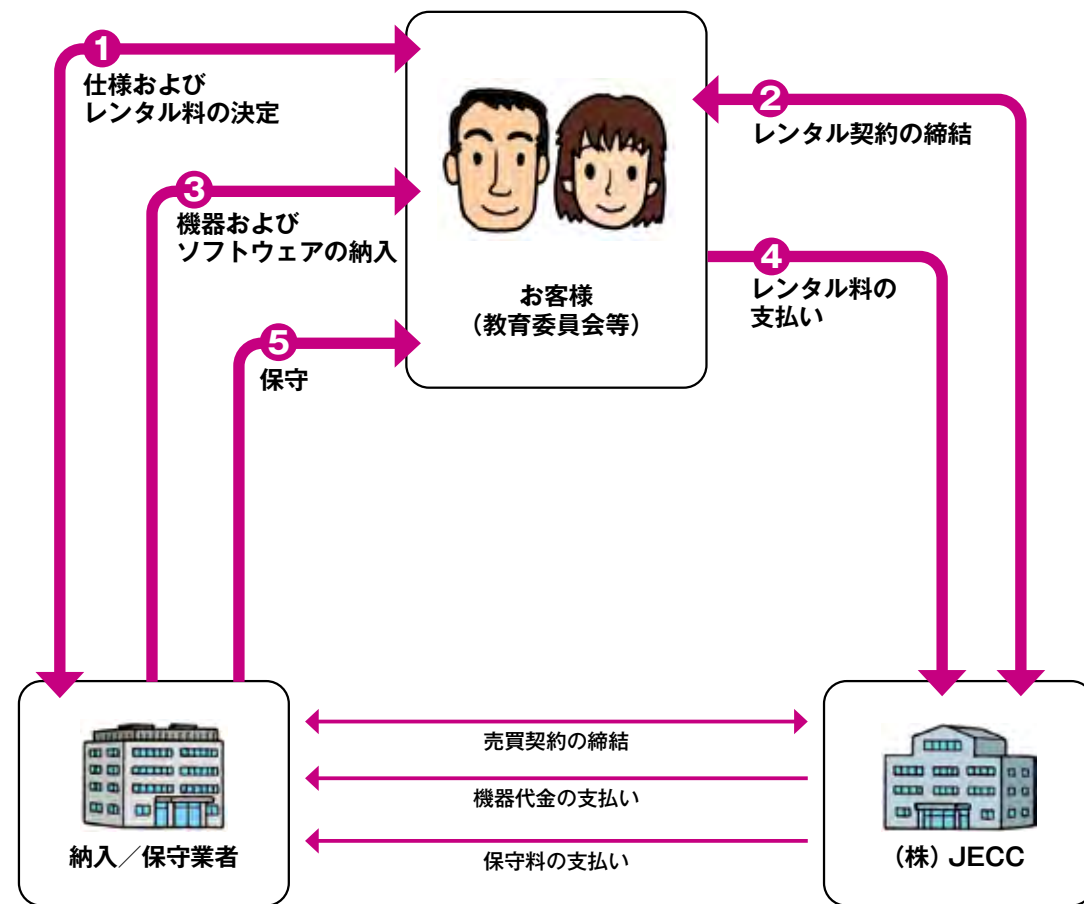 1
仕様および
レンタル料の決定
2
レンタル契約の締結
3
機器および
ソフトウェアの納入
4
レンタル料の
支払い
5
保守
お客様
（教育委員会等）
売買契約の締結
機器代金の支払い
保守料の支払い
納入／保守業者
（株）JECC